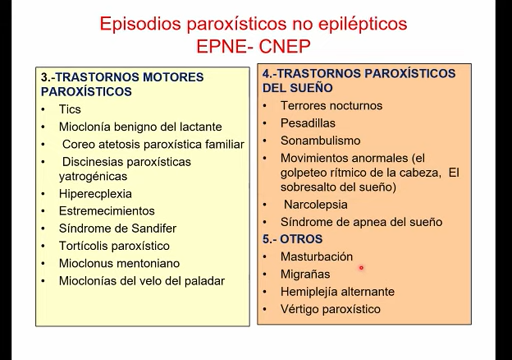 Episodios paroxísticos no epilépticos
EPNE- CNEP
3.-TRASTORNOS MOTORES
PAROXÍSTICOS
• Tics
• Mioclonía benigno del lactante
• Coreo atetosis paroxística familiar
• Discinesias paroxísticas
yatrogénicas
• Hiperecplexia
• Estremecimientos
• Síndrome de Sandifer
• Tortícolis paroxístico
• Mioclonus mentoniano
• Mioclonías del velo del paladar
4.-TRASTORNOS PAROXÍSTICOS
DEL SUEÑO
• Terrores nocturnos
• Pesadillas
• Sonambulismo
• Movimientos anormales (el
golpeteo rítmico de la cabeza, El
sobresalto del sueño)
• Narcolepsia
• Síndrome de apnea del sueño
5.- OTROS
• Masturbación
• Migrañas
• Hemiplejía alternante
• Vértigo paroxístico